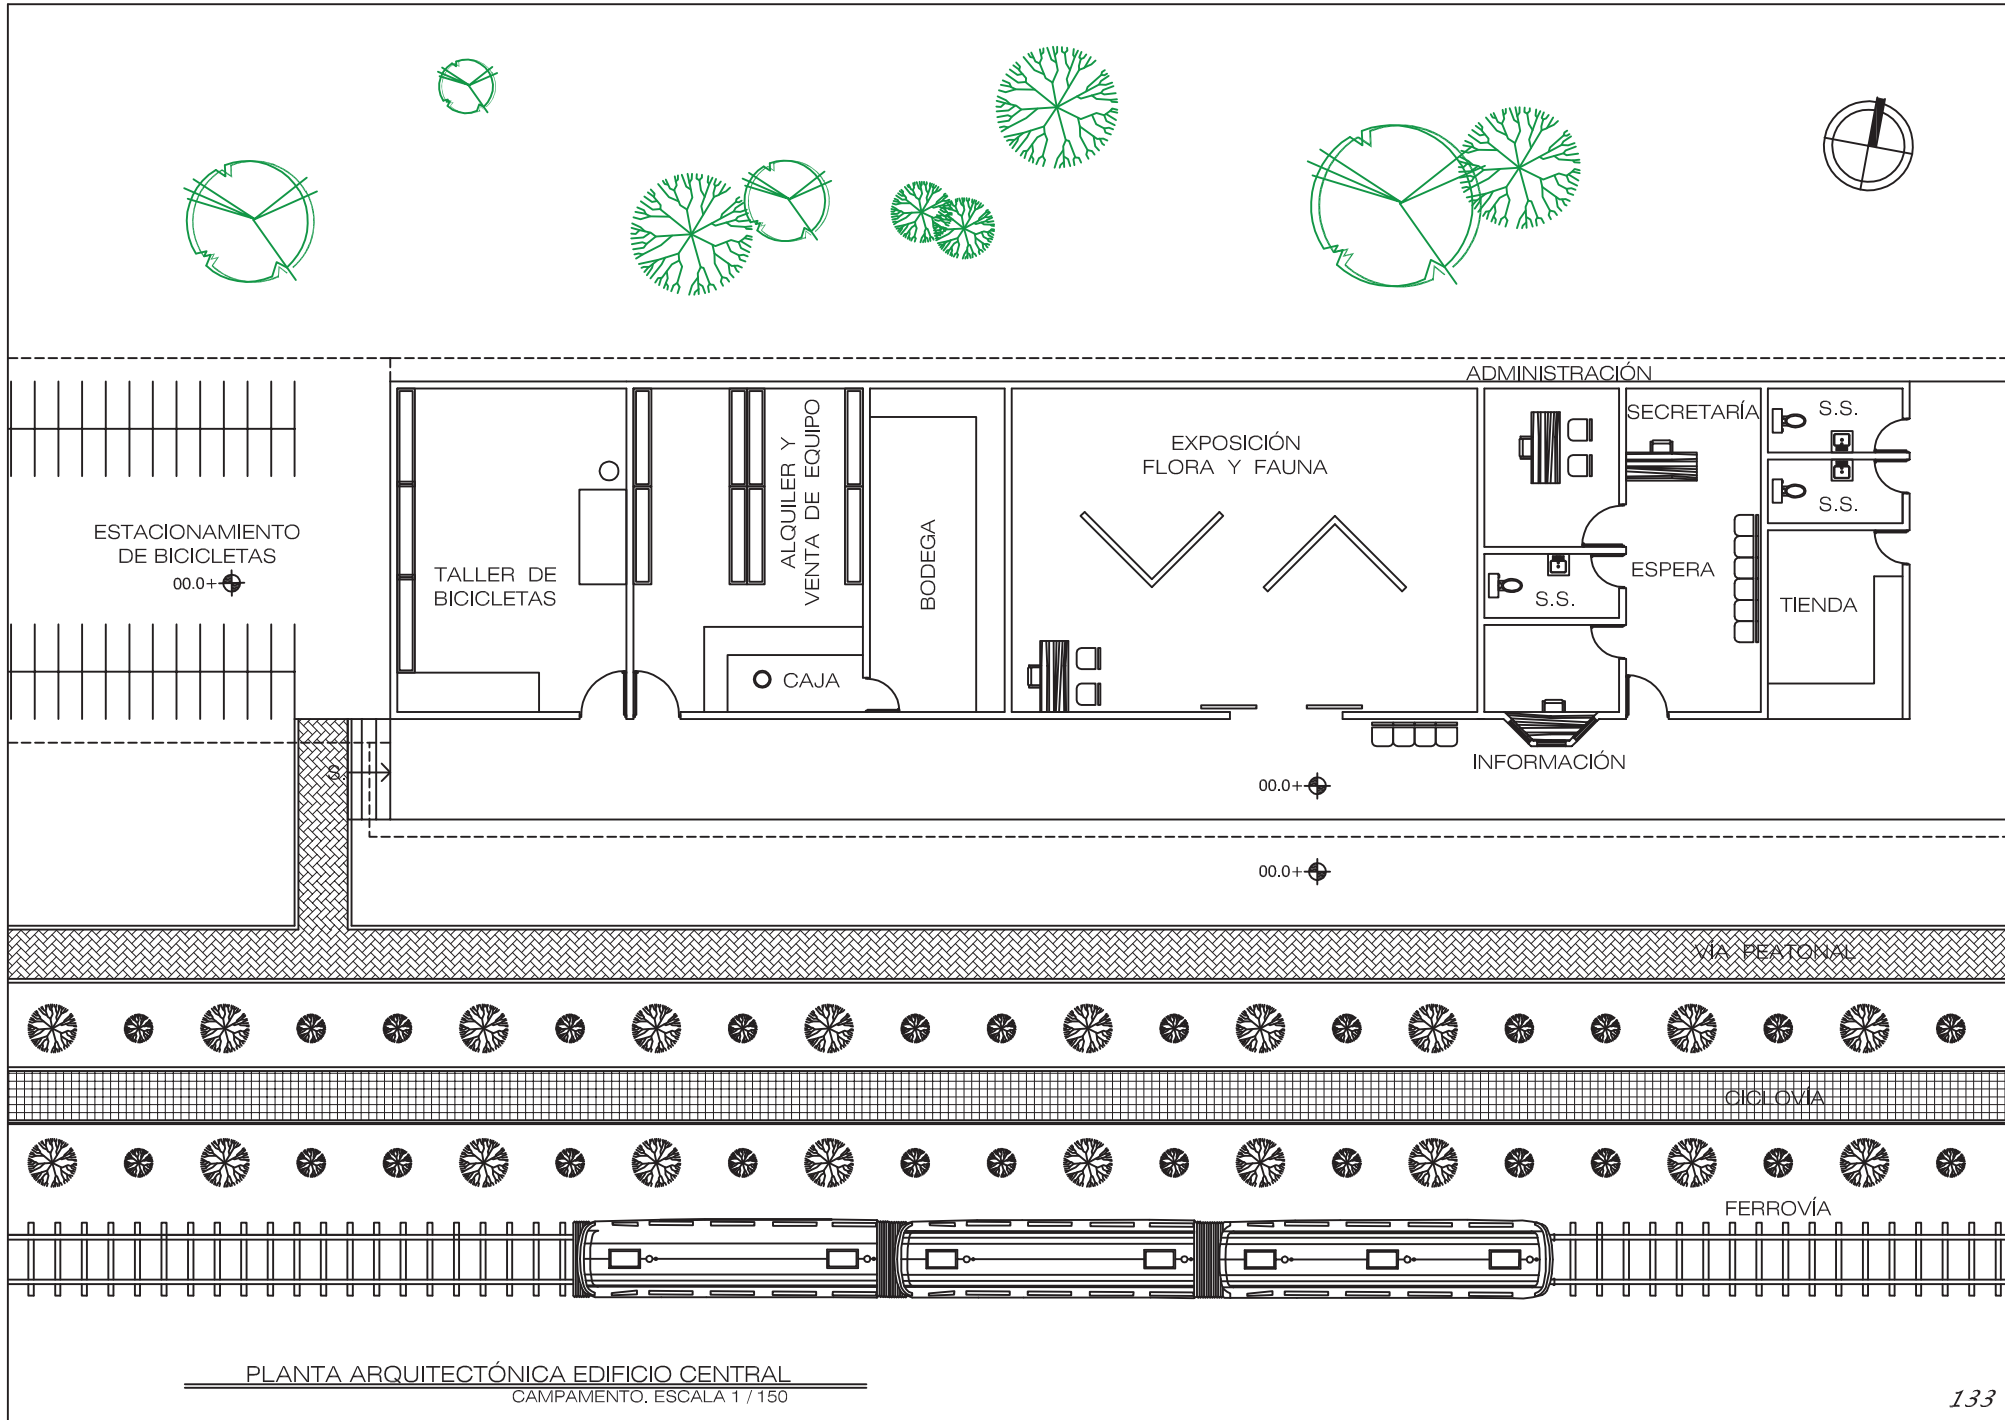 ADMINISTRACIÓN
SECRETARÍA
S.S.
EXPOSICIÓN
FLORA Y FAUNA
ALQUILER Y
VENTA DE EQUIPO
S.S.
ESTACIONAMIENTO
DE BICICLETAS
00.0+
TALLER DE
BICICLETAS
BODEGA
ESPERA
S.S.
TIENDA
CAJA
INFORMACIÓN
S.
00.0+
00.0+
VÍA PEATONAL
CICLOVÍA
FERROVÍA
PLANTA ARQUITECTÓNICA EDIFICIO CENTRAL
CAMPAMENTO. ESCALA 1 / 150
133